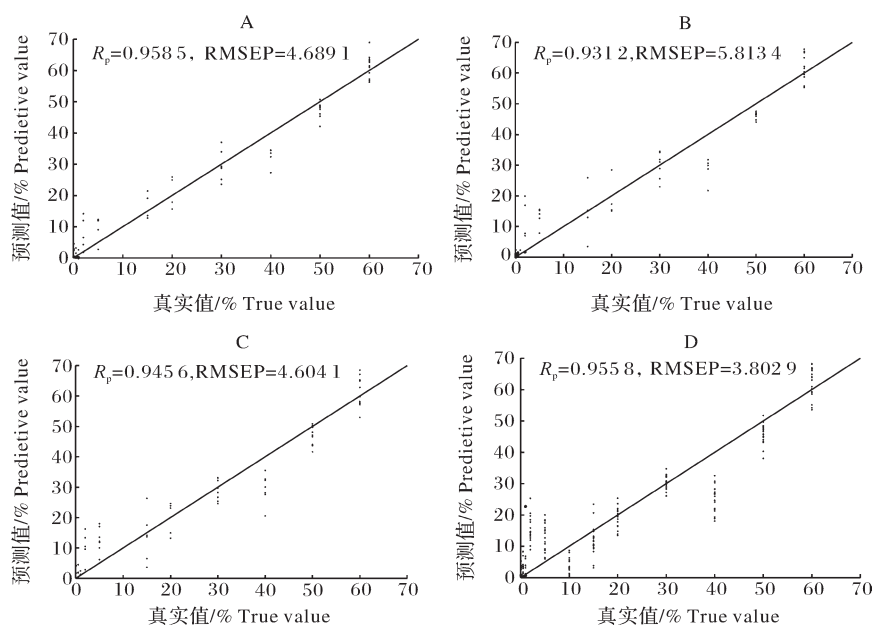 A
Rp=0.958 5, RMSEP=4.689 1
70
60
50
40
30
20
10
0
预测值/% Predietive value
0 10 20 30 40 50 60 70
真实值/% True value
B
Rp=0.931 2,RMSEP=5.813 4
70
60
50
40
30
20
10
0
预测值/% Predietive value
0 10 20 30 40 50 60 70
真实值/% True value
C
Rp=0.945 6,RMSEP=4.604 1
70
60
50
40
30
20
10
0
预测值/% Predietive value
0 10 20 30 40 50 60 70
真实值/% True value
D
Rp=0.955 8, RMSEP=3.802 9
70
60
50
40
30
20
10
0
预测值/% Predietive value
0 10 20 30 40 50 60 70
真实值/% True value